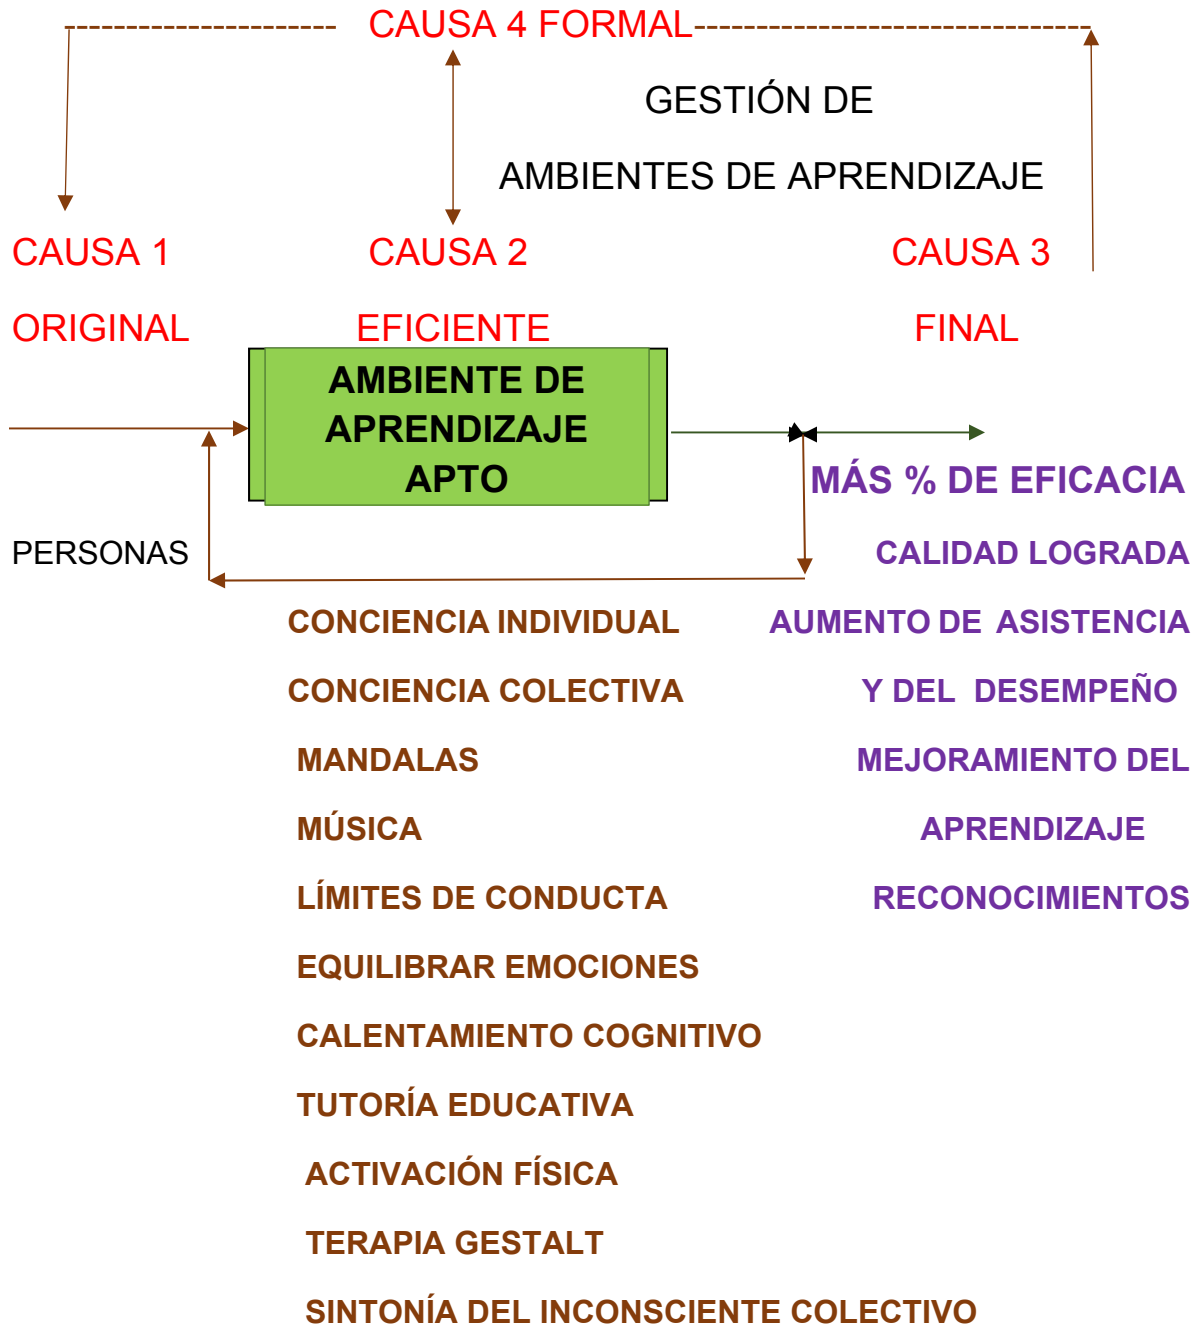 CAUSA 4 FORMAL
GESTIÓN DE
AMBIENTES DE APRENDIZAJE
CAUSA 1 CAUSA 2 CAUSA 3
ORIGINAL EFICIENTE FINAL
AMBIENTE DE
APRENDIZAJE
APTO
MÁS % DE EFICACIA
PERSONAS CALIDAD LOGRADA
CONCIENCIA INDIVIDUAL AUMENTO DE ASISTENCIA
CONCIENCIA COLECTIVA Y DEL DESEMPEÑO
MANDALAS MEJORAMIENTO DEL
MÚSICA APRENDIZAJE
LÍMITES DE CONDUCTA RECONOCIMIENTOS
EQUILIBRAR EMOCIONES
CALENTAMIENTO COGNITIVO
TUTORÍA EDUCATIVA
ACTIVACIÓN FÍSICA
TERAPIA GESTALT
SINTONÍA DEL INCONSCIENTE COLECTIVO